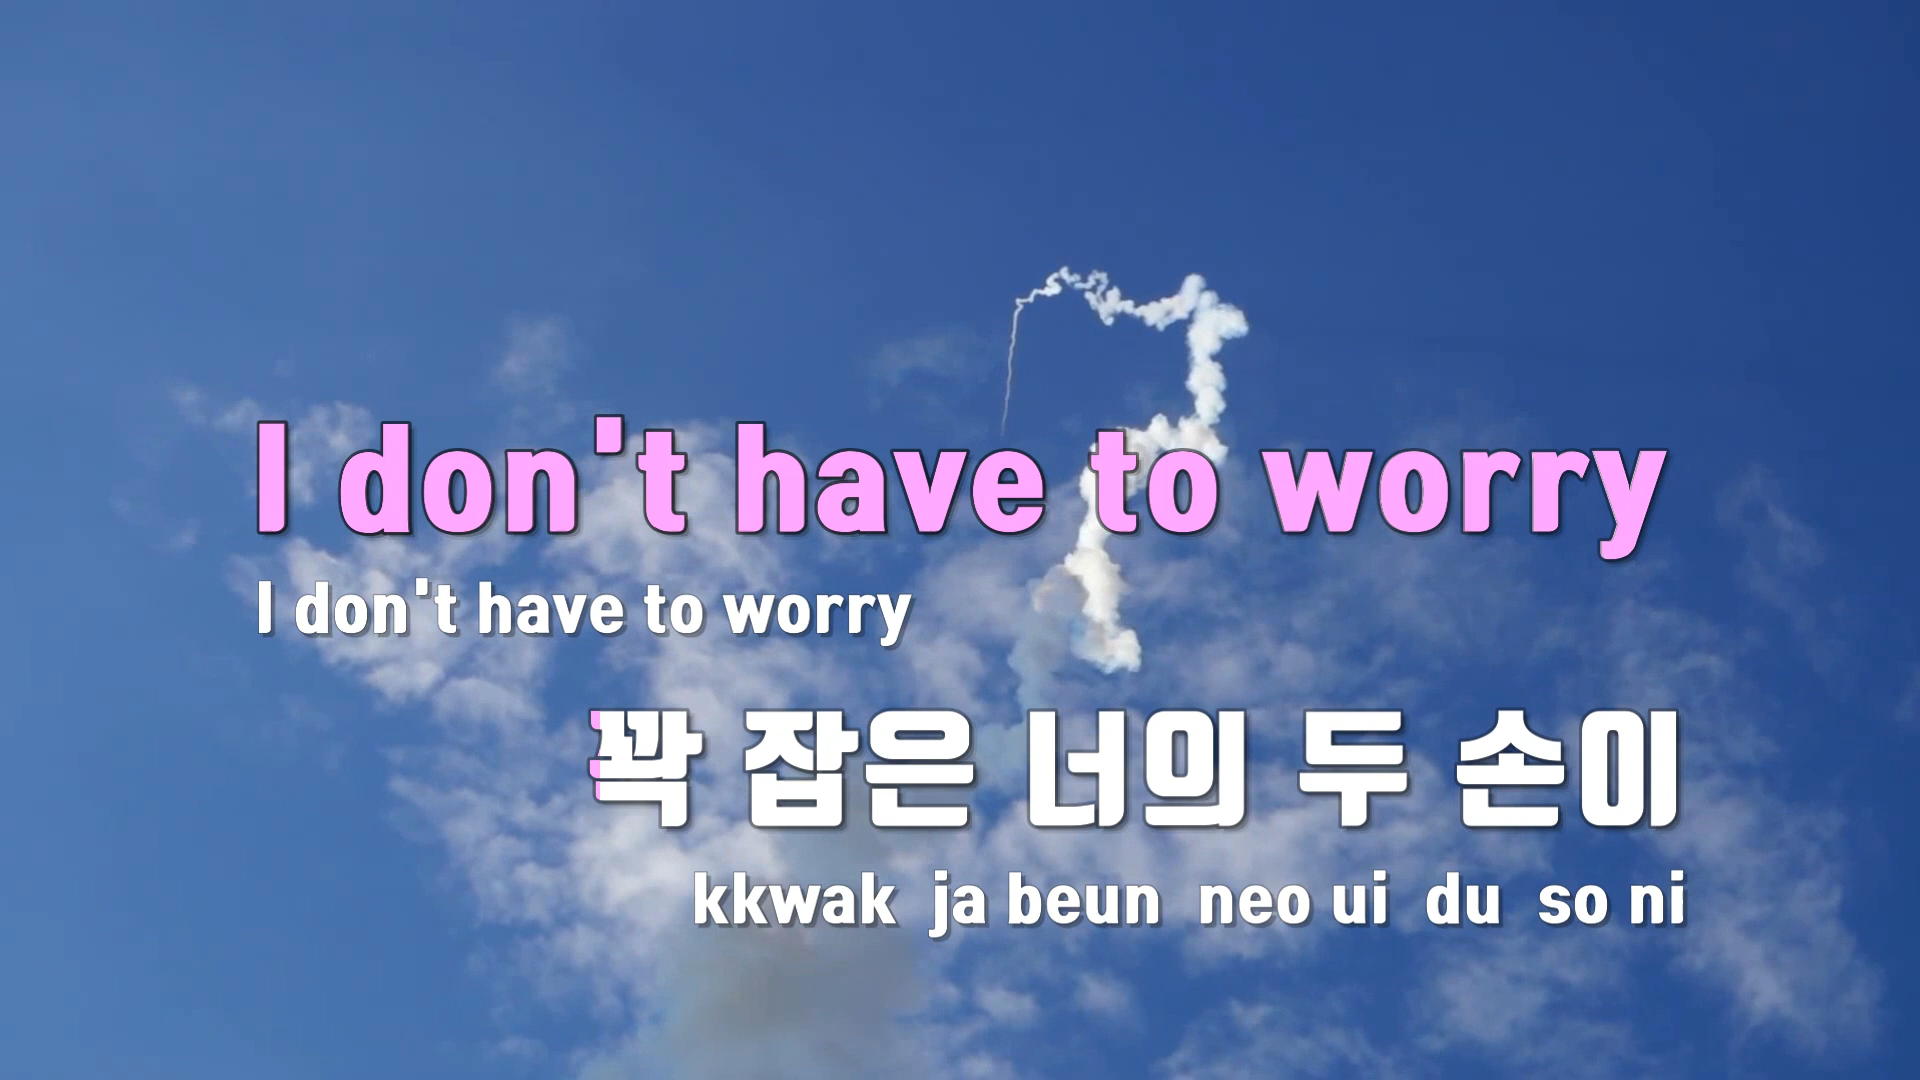 I don't have to worry
I don't have to worry
꽉 잡은 너의 두 손이
kkwak ja beun neo ui du so ni